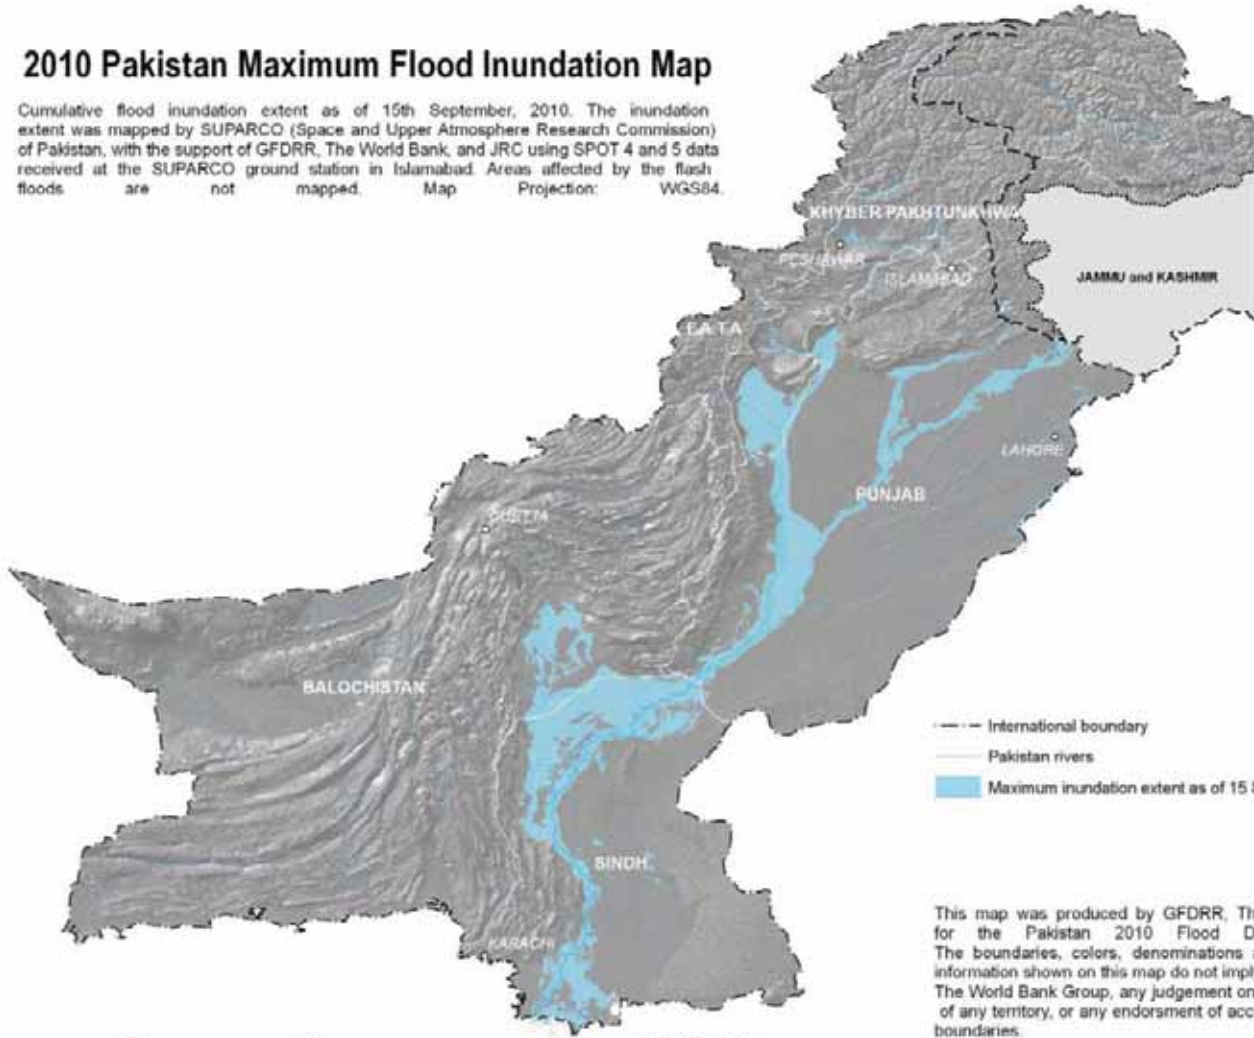 2010 Pakistan Maximum Flood Inundation Map
Cumulative flood inundation extent as of 15th September, 2010. The inundation
extent was mapped by SUPARCO (Space and Upper Atmosphere Research Commission)
of Pakistan, with the support of GFDRR, The World Bank, and JRC using SPOT 4 and 5 data
received at the SUPARCO ground station in Islamabad. Areas affected by the flash
floods are not mapped. Map Projection: WGS84.
KHYBER PAKHTUNKHWA
PESHAWAR
ISLAMABAD
JAMMU and KASHMIR
F.A.T.A
LAHORE
PUNJAB
QUETTA
BALOCHISTAN
International boundary
Pakistan rivers
Maximum inundation extent as of 15
SINDH
KARACHI
This map was produced by GFDRR, Th
for the Pakistan 2010 Flood D
The boundaries, colors, denominations
information shown on this map do not impl
The World Bank Group, any judgement on
of any territory, or any endorsment of acc
boundaries.